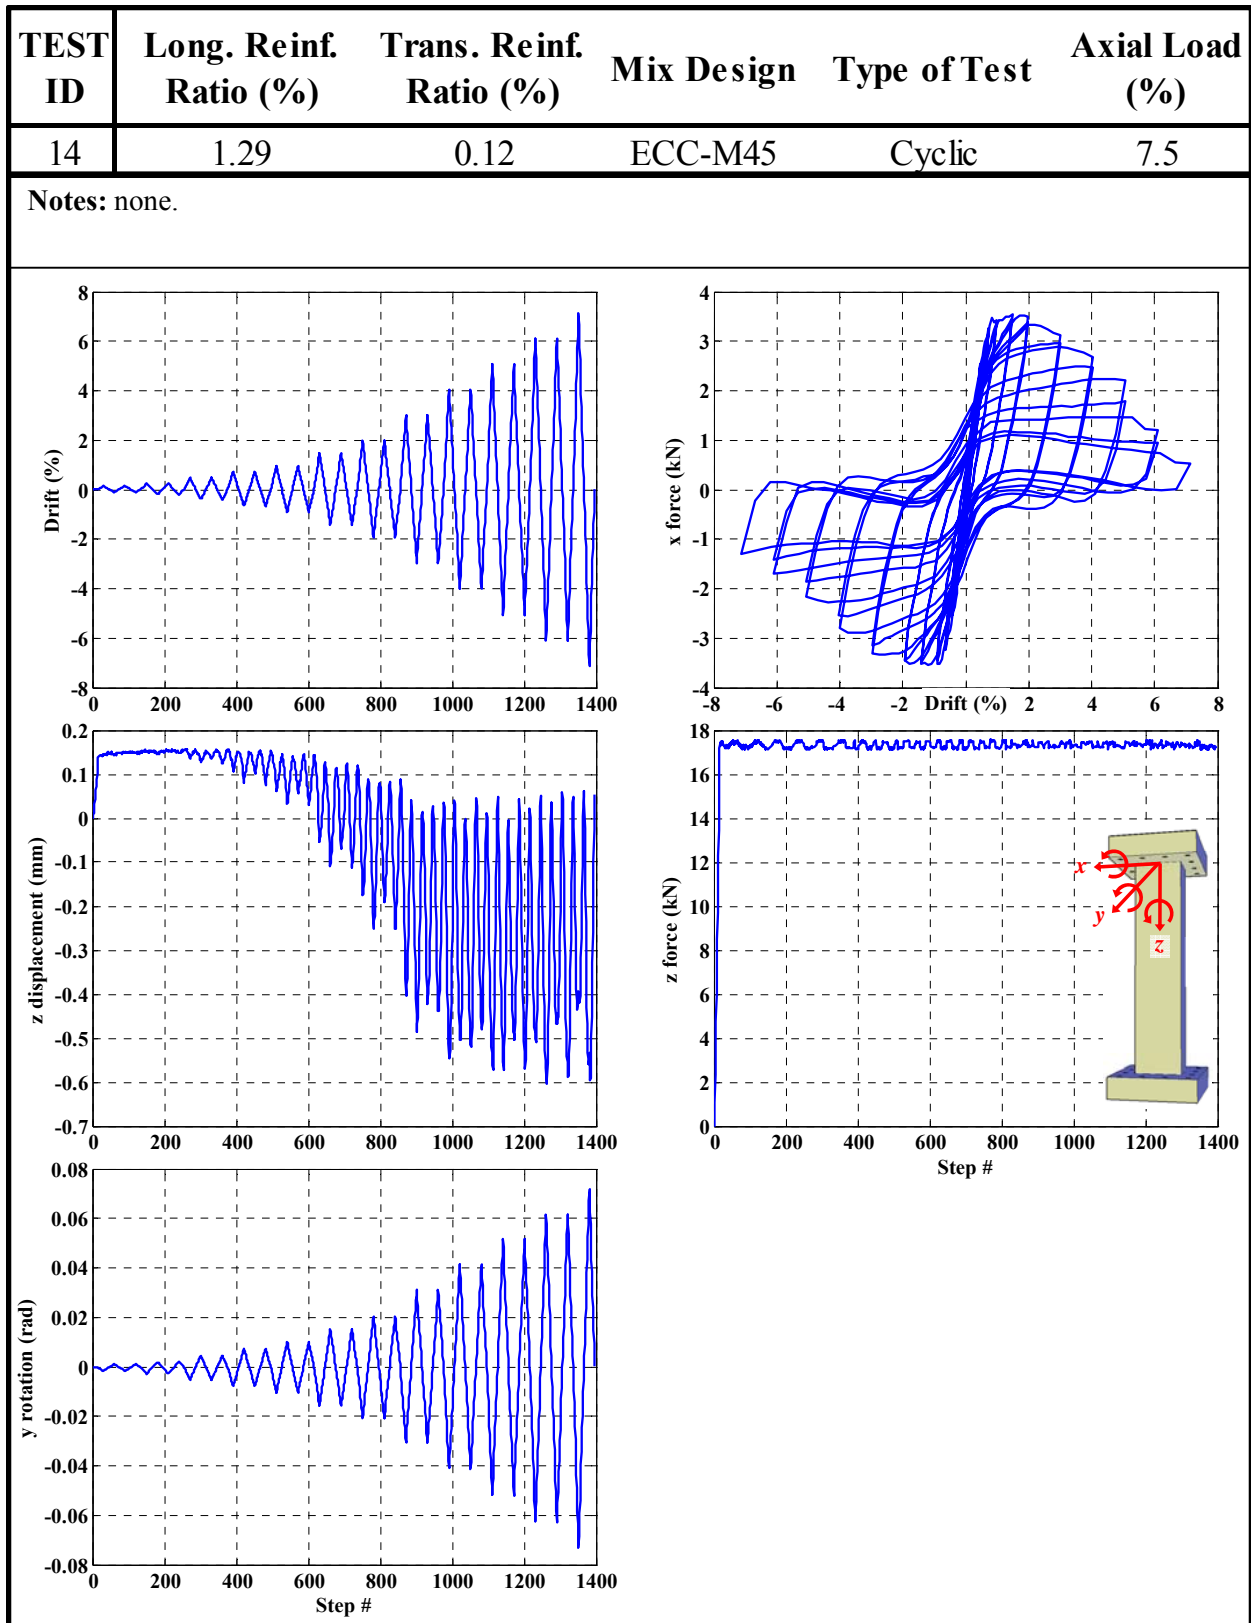 TEST ID Long. Reinf. Ratio (%) Trans. Reinf. Ratio (%) Mix Design Type of Test Axial Load (%)
14 1.29 0.12 ECC-M45 Cyclic 7.5
Notes: none.
8
6
4
2
0
-2
-4
-6
-8
Drift (%)
0 200 400 600 800 1000 1200 1400
4
3
2
1
0
-1
-2
-3
-4
x force (kN)
-8 -6 -4 -2 Drift (%) 2 4 6 8
0.2
0.1
0
-0.1
-0.2
-0.3
-0.4
-0.5
-0.6
-0.7
z displacement (mm)
0 200 400 600 800 1000 1200 1400
18
16
14
12
10
8
6
4
2
0
z force (kN)
x
y
z
0 200 400 600 800 1000 1200 1400
Step #
0.08
0.06
0.04
0.02
0
-0.02
-0.04
-0.06
-0.08
y rotation (rad)
0 200 400 600 800 1000 1200 1400
Step #